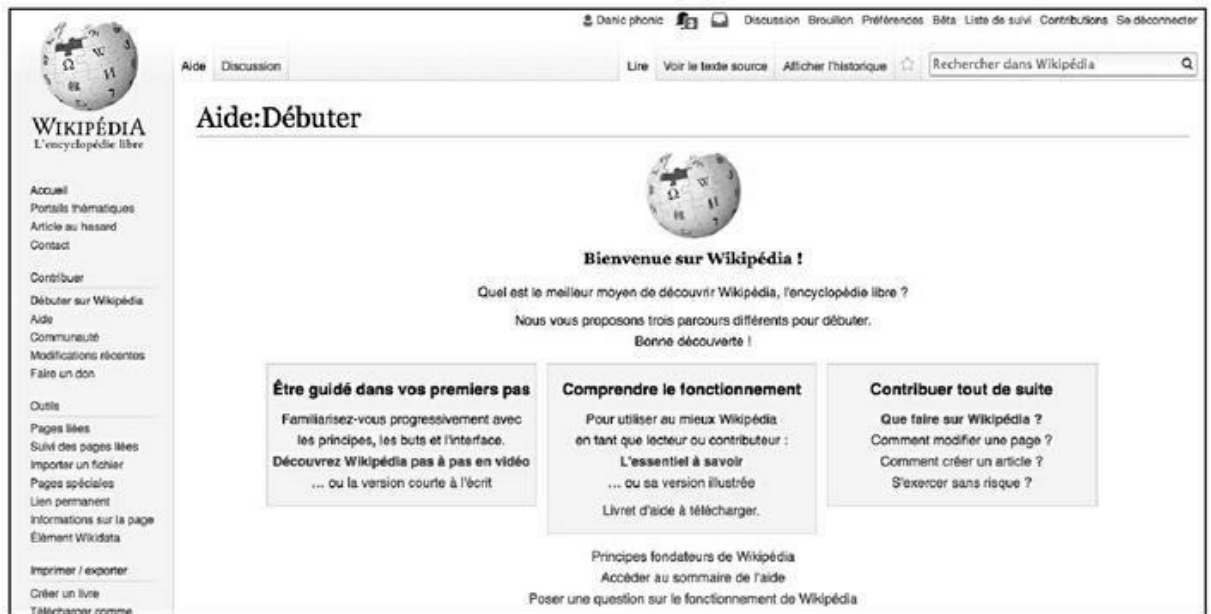 Danic phonic Discussion Brouillon Préférences Bêta Liste de suivi Contributions Se déconnecter
Aide Discussion Lire Voir le texte source Afficher l'historique Rechercher dans Wikipédia
WIKIPÉDIA
L'encyclopédie libre
Accueil
Portails thématiques
Article au hasard
Contact
Contribuer
Débuter sur Wikipédia
Aide
Communauté
Modifications récentes
Faire un don
Outils
Pages liées
Suivi des pages liées
Importer un fichier
Pages spéciales
Lien permanent
Informations sur la page
Élément Wikidata
Imprimer / exporter
Créer un livre
Télécharger comme
Aide:Débuter
Bienvenue sur Wikipédia !
Quel est le meilleur moyen de découvrir Wikipédia, l'encyclopédie libre ?
Nous vous proposons trois parcours différents pour débuter.
Bonne découverte !
Être guidé dans vos premiers pas
Familiarisez-vous progressivement avec
les principes, les buts et l'interface.
Découvrez Wikipédia pas à pas en vidéo
... ou la version courte à l'écrit
Comprendre le fonctionnement
Pour utiliser au mieux Wikipédia
en tant que lecteur ou contributeur :
L'essentiel à savoir
... ou sa version illustrée
Livret d'aide à télécharger.
Contribuer tout de suite
Que faire sur Wikipédia ?
Comment modifier une page ?
Comment créer un article ?
S'exercer sans risque ?
Principes fondateurs de Wikipédia
Accéder au sommaire de l'aide
Poser une question sur le fonctionnement de Wikipédia